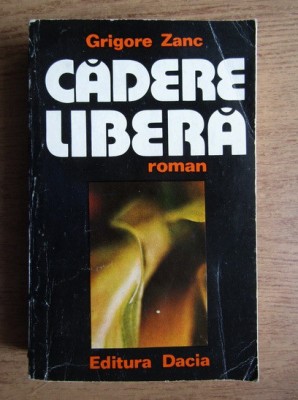 Grigore Zanc
CĂDERE
LIBERĂ
roman
Editura Dacia